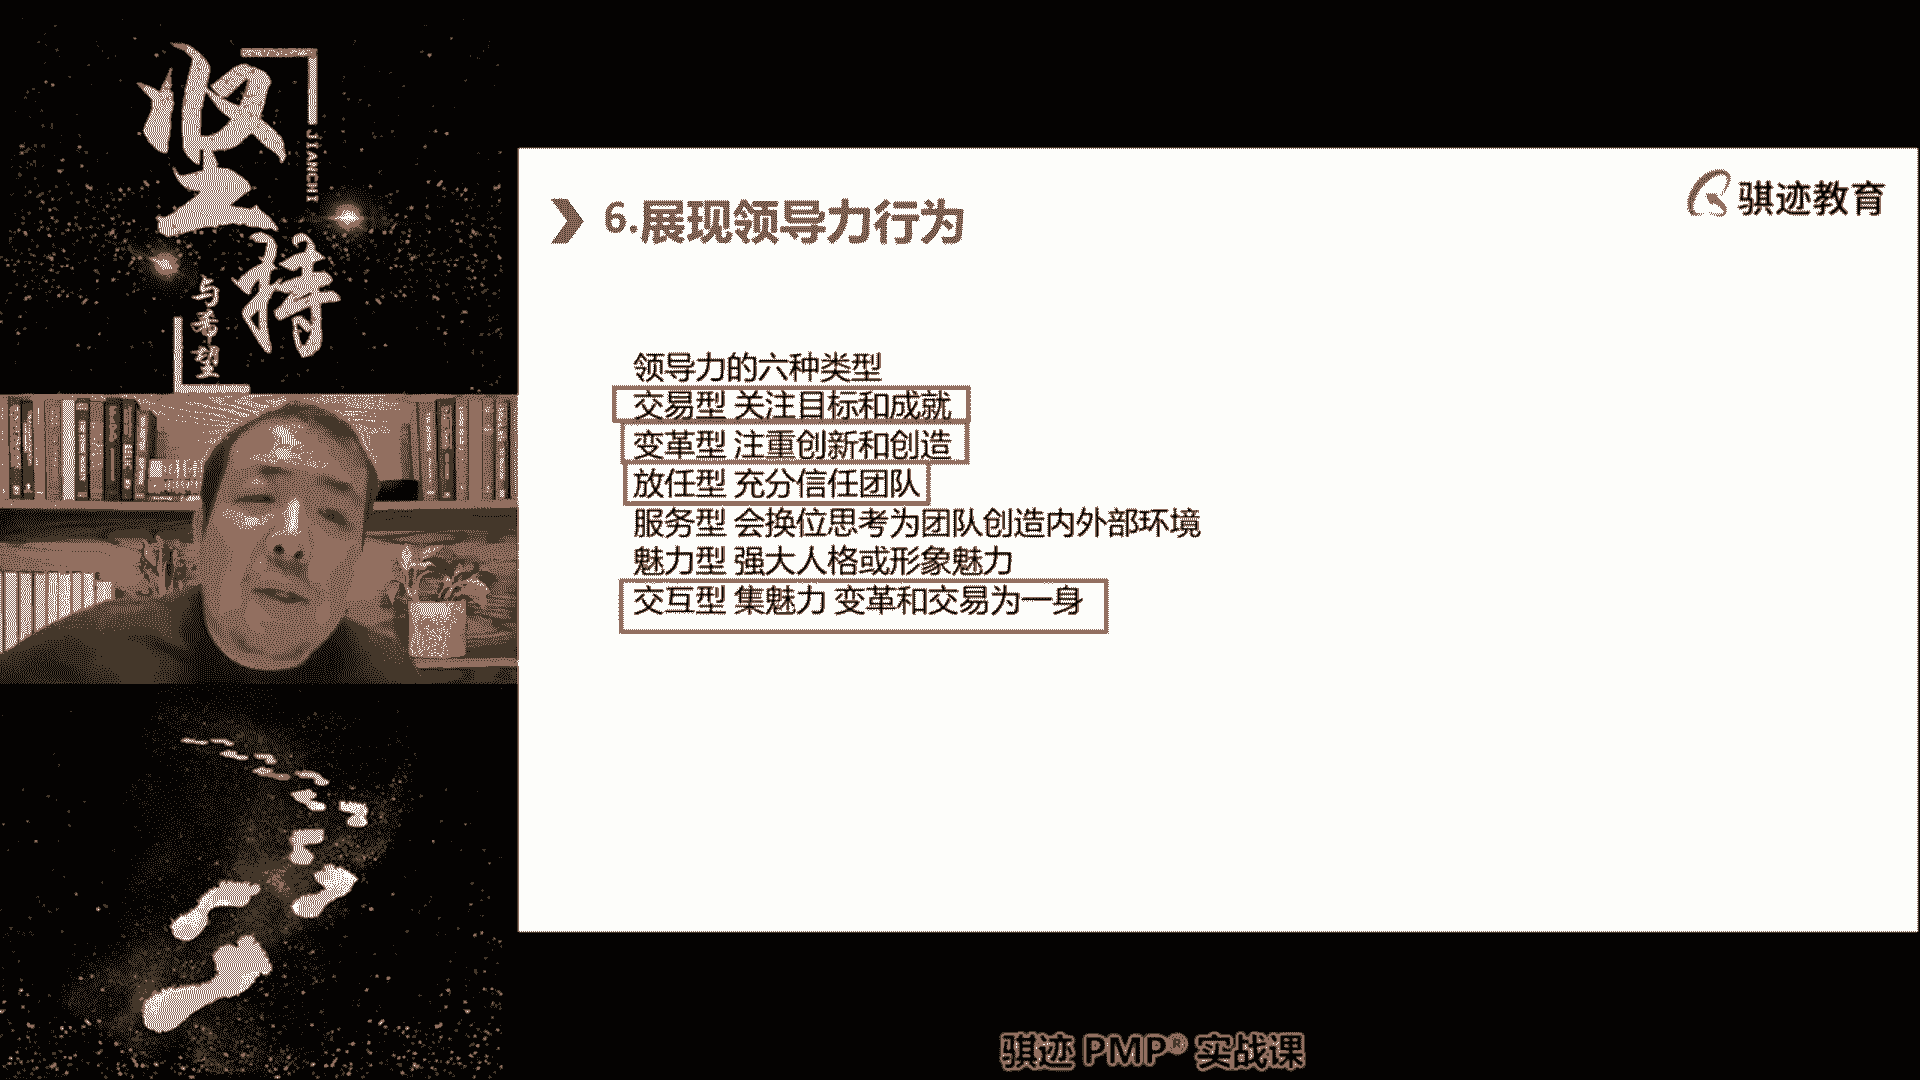 坚持
JIANCHI
与希望
骐迹教育
6.展现领导力行为
领导力的六种类型
交易型 关注目标和成就
变革型 注重创新和创造
放任型 充分信任团队
服务型 会换位思考为团队创造内外部环境
魅力型 强大人格或形象魅力
交互型 集魅力 变革和交易为一身
骐迹 PMP® 实战课